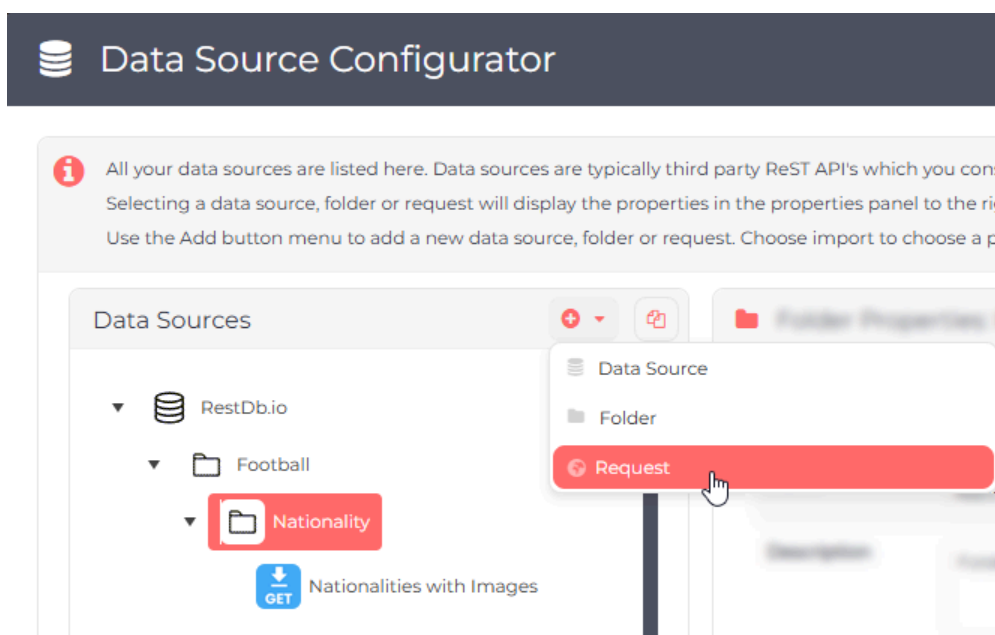 Data Source Configurator
All your data sources are listed here. Data sources are typically third party ReST API's which you
Selecting a data source, folder or request will display the properties in the properties panel to the
Use the Add button menu to add a new data source, folder or request. Choose import to choose a
Data Sources
Folder Properties
Data Source
RestDb.io
Folder
Football
Request
Nationality
Description
GET
Nationalities with Images